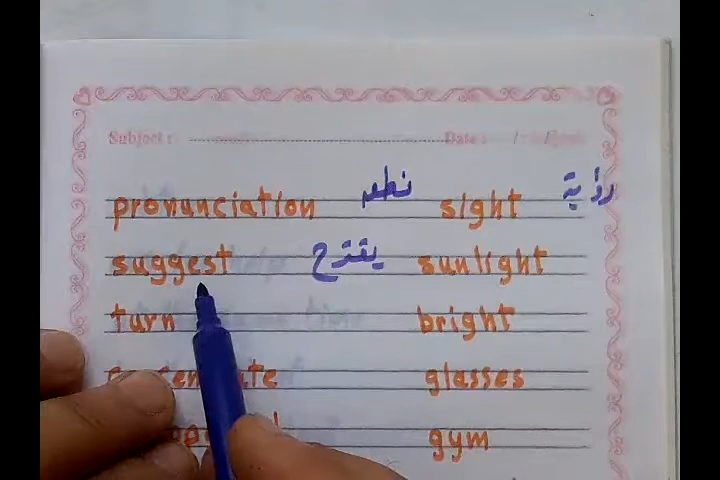 Subject : Date : / /
pronunciation نطق sight رؤية
suggest يقترح sunlight
turn bright
glasses
gym